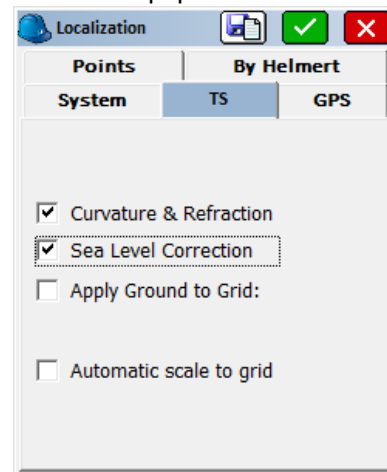 Localization
Points By Helmert
System TS GPS
Curvature & Refraction
Sea Level Correction
Apply Ground to Grid:
Automatic scale to grid